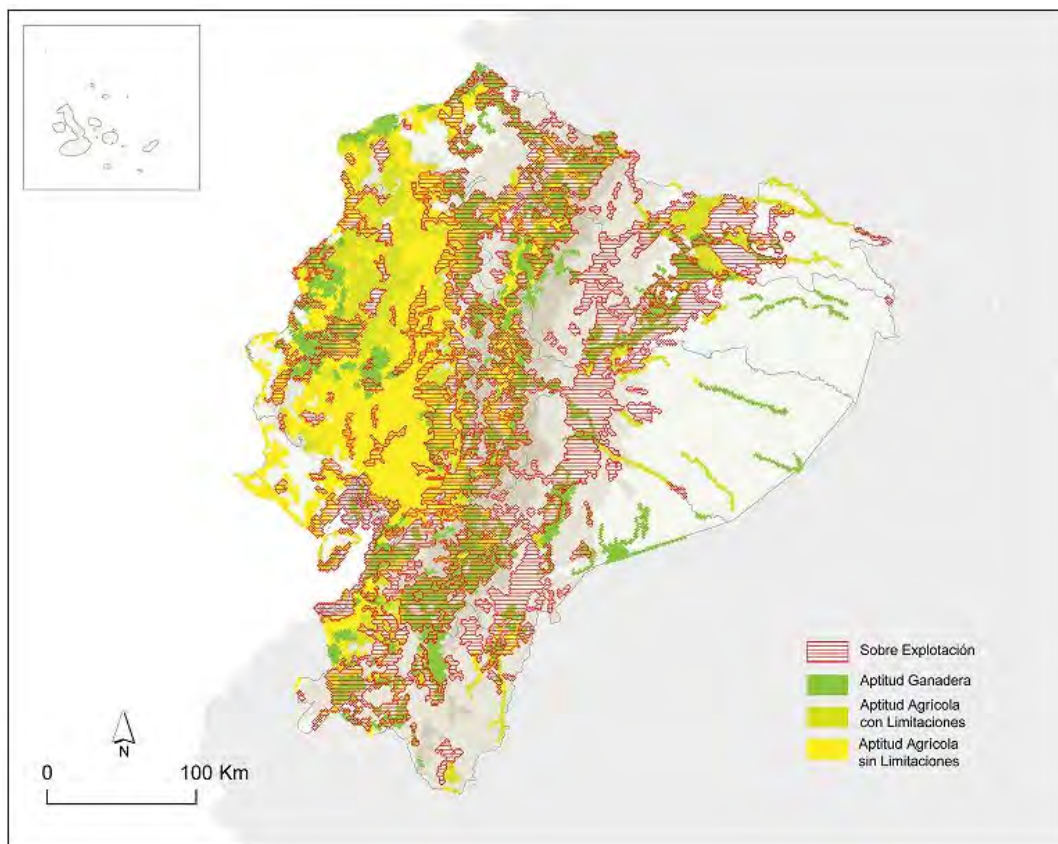 Sobre Explotación
Aptitud Ganadera
Aptitud Agrícola
con Limitaciones
Aptitud Agrícola
sin Limitaciones
N
0 100 Km